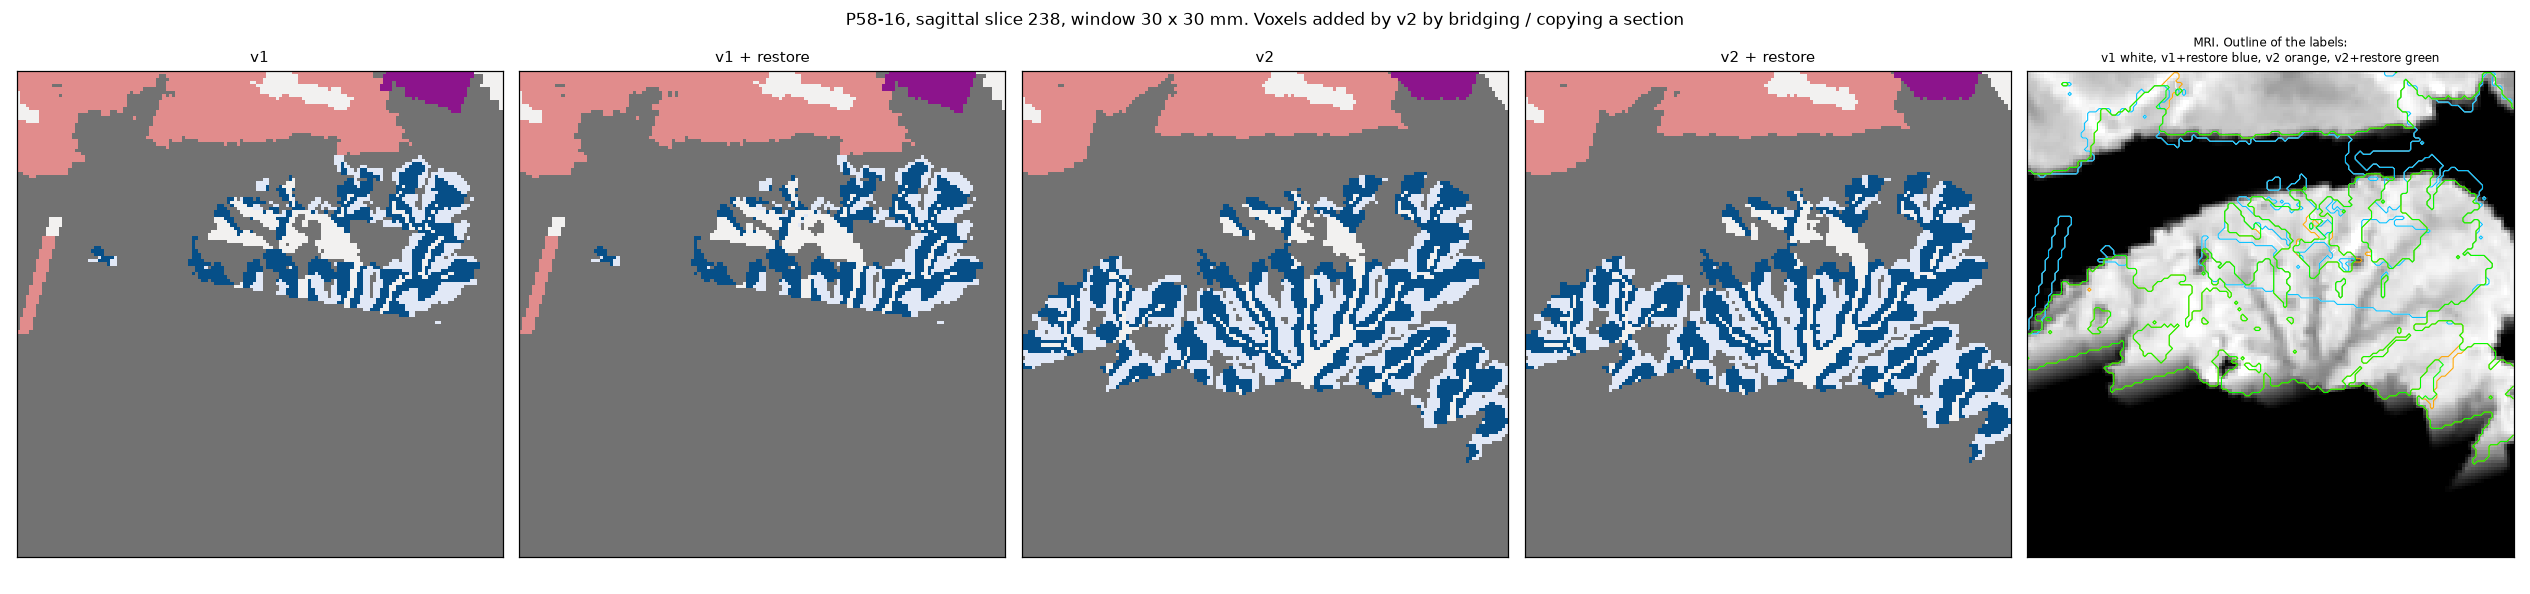 P58-16, sagittal slice 238, window 30 x 30 mm. Voxels added by v2 by bridging / copying a section
v1
v1 + restore
v2
v2 + restore
MRI. Outline of the labels:
v1 white, v1+restore blue, v2 orange, v2+restore green